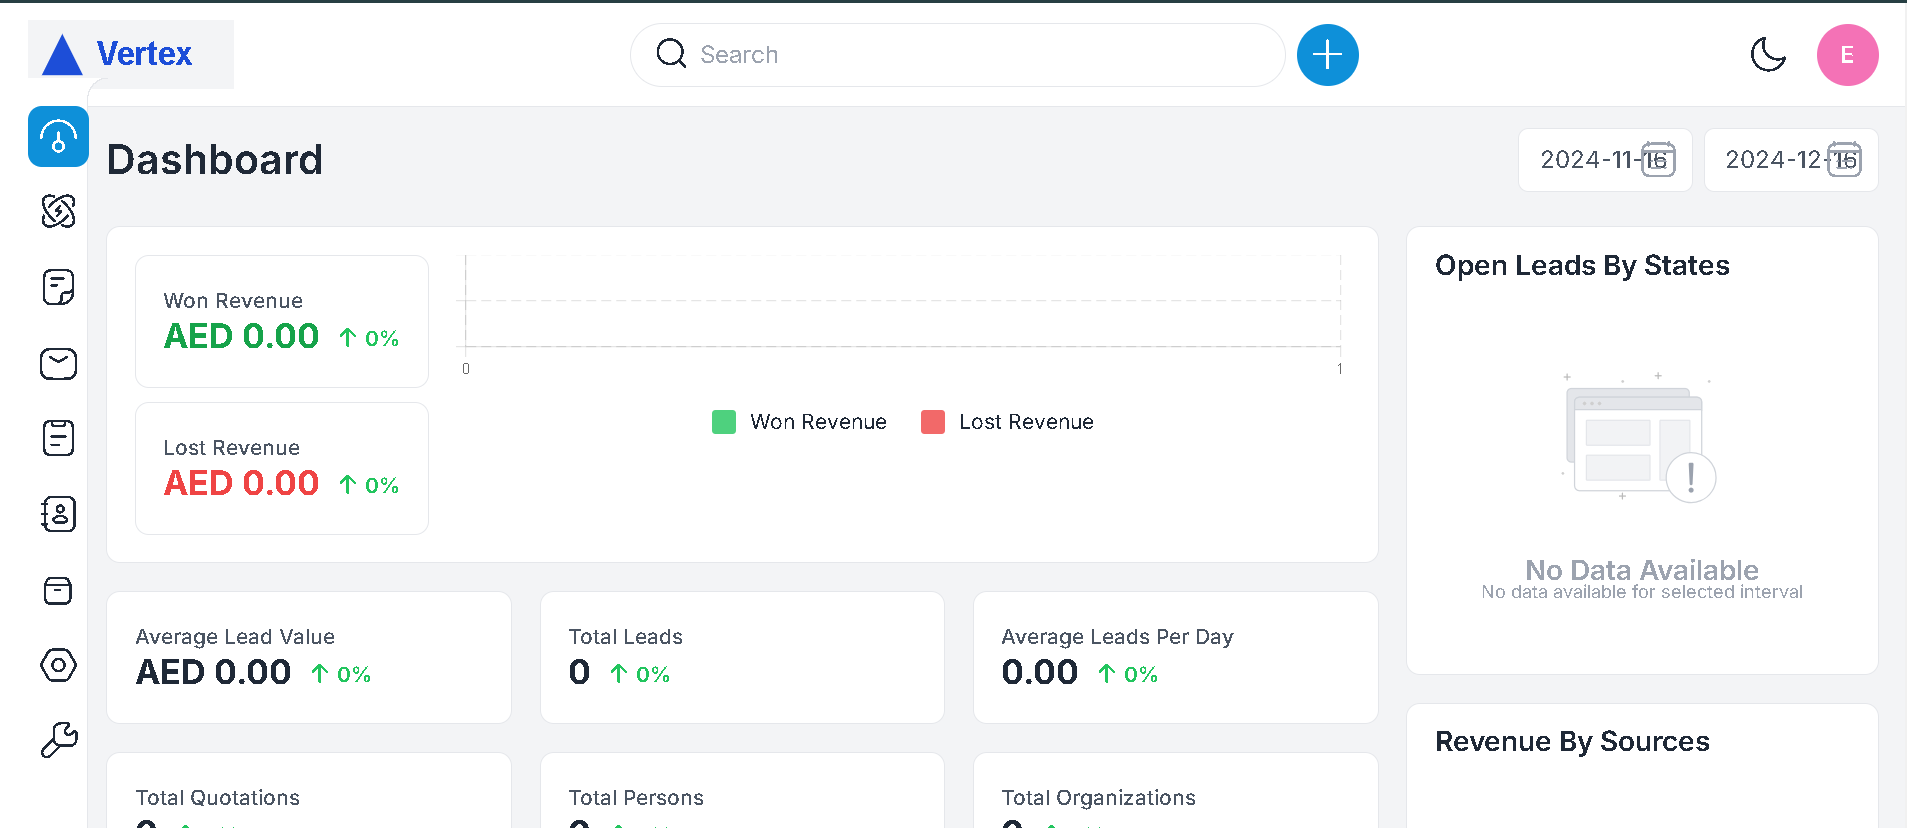 Vertex
Search
E
Dashboard
2024-11-16
2024-12-16
Won Revenue
AED 0.00 ↑ 0%
Lost Revenue
AED 0.00 ↑ 0%
0 1
Won Revenue Lost Revenue
Open Leads By States
No Data Available
No data available for selected interval
Average Lead Value
AED 0.00 ↑ 0%
Total Leads
0 ↑ 0%
Average Leads Per Day
0.00 ↑ 0%
Revenue By Sources
Total Quotations
Total Persons
Total Organizations